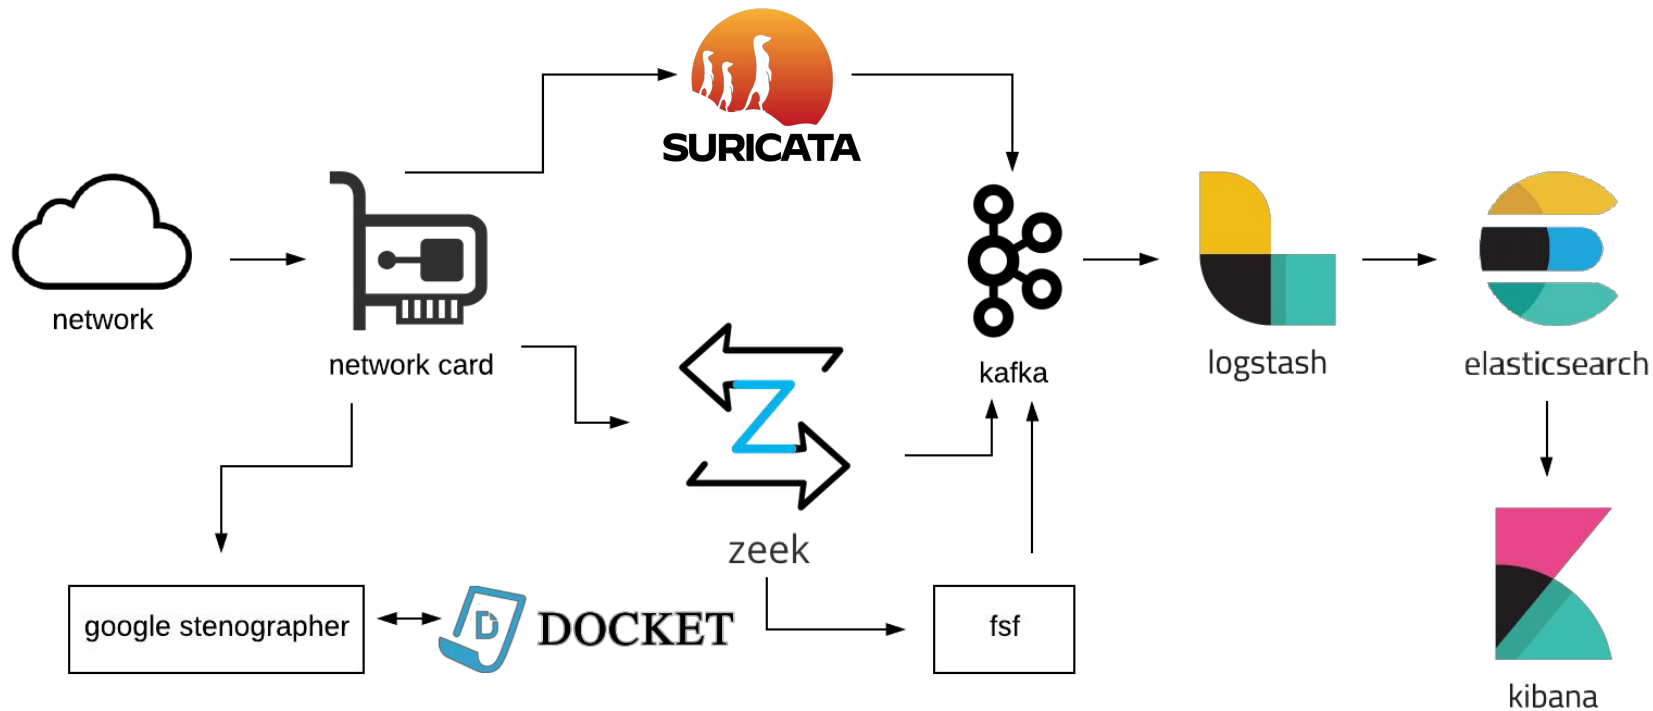 SURICATA
network
network card
kafka
logstash
elasticsearch
zeek
google stenographer
D
DOCKET
fsf
kibana